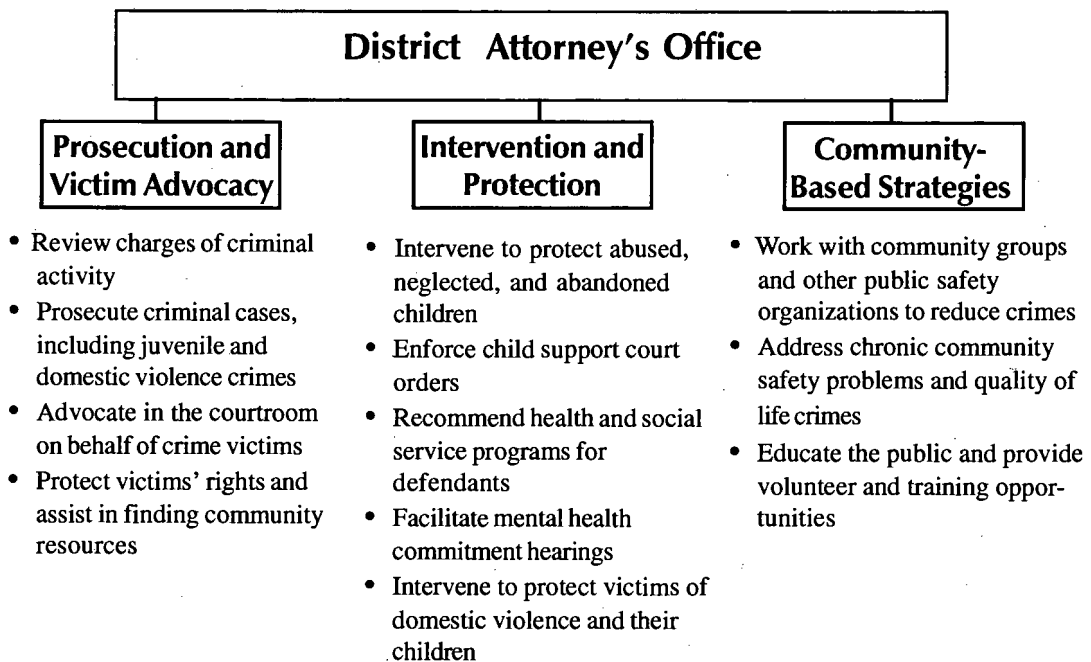 District Attorney's Office
Prosecution and
Victim Advocacy
• Review charges of criminal
activity
• Prosecute criminal cases,
including juvenile and
domestic violence crimes
• Advocate in the courtroom
on behalf of crime victims
• Protect victims' rights and
assist in finding community
resources
Intervention and
Protection
• Intervene to protect abused,
neglected, and abandoned
children
• Enforce child support court
orders
• Recommend health and social
service programs for
defendants
• Facilitate mental health
commitment hearings
• Intervene to protect victims of
domestic violence and their
children
Community-
Based Strategies
• Work with community groups
and other public safety
organizations to reduce crimes
• Address chronic community
safety problems and quality of
life crimes
• Educate the public and provide
volunteer and training oppor-
tunities